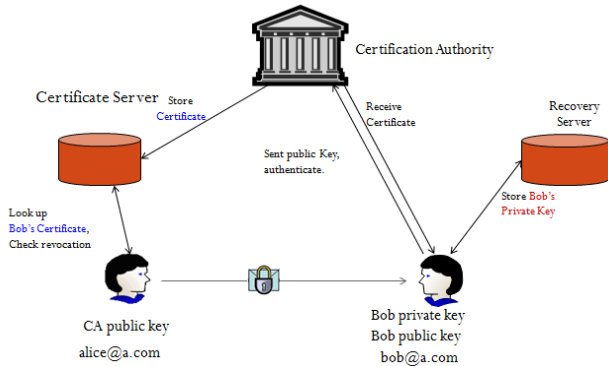 Certification Authority
Certificate Server
Store
Certificate
Receive
Certificate
Recovery
Server
Sent public Key,
authenticate.
Store Bob's
Private Key
Look up
Bob's Certificate,
Check revocation
CA public key
alice@a.com
Bob private key
Bob public key
bob@a.com